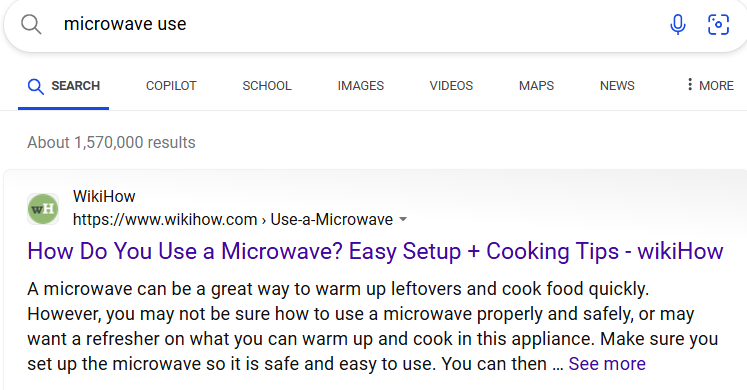 microwave use
SEARCH COPILOT SCHOOL IMAGES VIDEOS MAPS NEWS MORE
About 1,570,000 results
wH
WikiHow
https://www.wikihow.com › Use-a-Microwave
How Do You Use a Microwave? Easy Setup + Cooking Tips - wikiHow
A microwave can be a great way to warm up leftovers and cook food quickly.
However, you may not be sure how to use a microwave properly and safely, or may
want a refresher on what you can warm up and cook in this appliance. Make sure you
set up the microwave so it is safe and easy to use. You can then ... See more